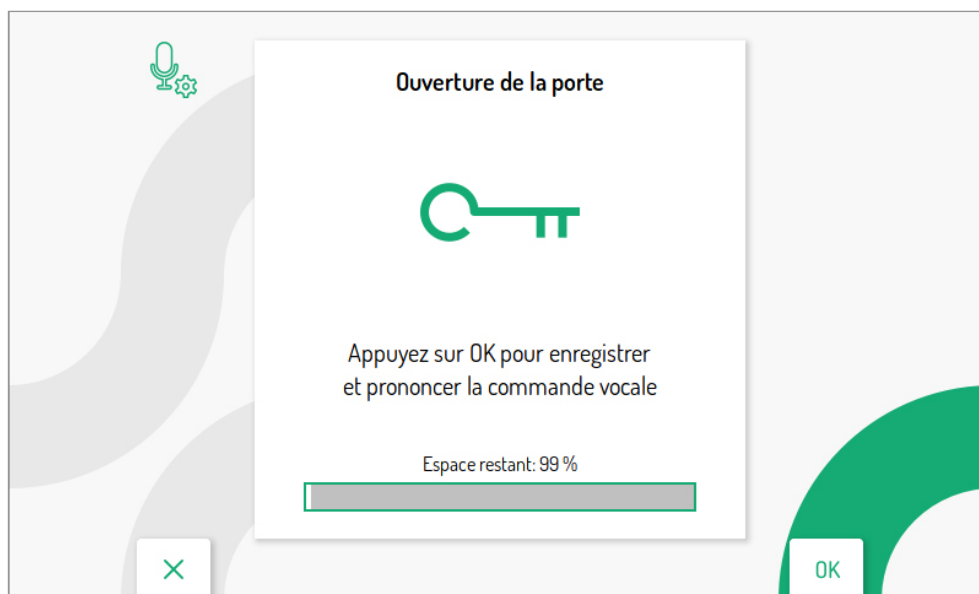 Ouverture de la porte
Appuyez sur OK pour enregistrer
et prononcer la commande vocale
Espace restant: 99 %
OK